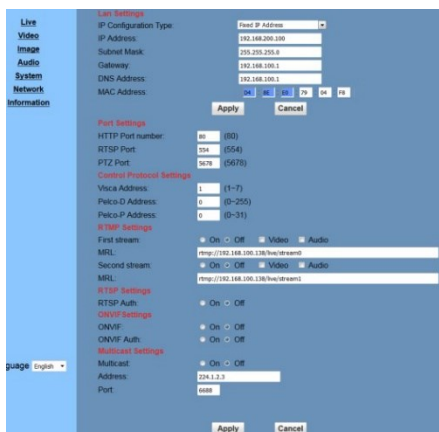 Live
Video
Image
Audio
System
Network
Information
guage English
Lan Settings
IP Configuration Type: Fixed IP Address
IP Address: 192.168.200.100
Subnet Mask: 255.255.255.0
Gateway: 192.168.100.1
DNS Address: 192.168.100.1
MAC Address: 79 04 F8
Apply Cancel
Port Settings
HTTP Port number: 80 (80)
RTSP Port: 554 (554)
PTZ Port: 5678 (5678)
Control Protocol Settings
Visca Address: 1 (1~7)
Pelco-D Address: 0 (0~255)
Pelco-P Address: 0 (0~31)
RTMP Settings
First stream: On Off Video Audio
MRL: rtmp://192.168.100.138/live/stream0
Second stream: On Off Video Audio
MRL: rtmp://192.168.100.138/live/stream1
RTSP Settings
RTSP Auth: On Off
ONVIFSettings
ONVIF: On Off
ONVIF Auth: On Off
Multicast Settings
Multicast: On Off
Address: 224.1.2.3
Port: 6688
Apply Cancel